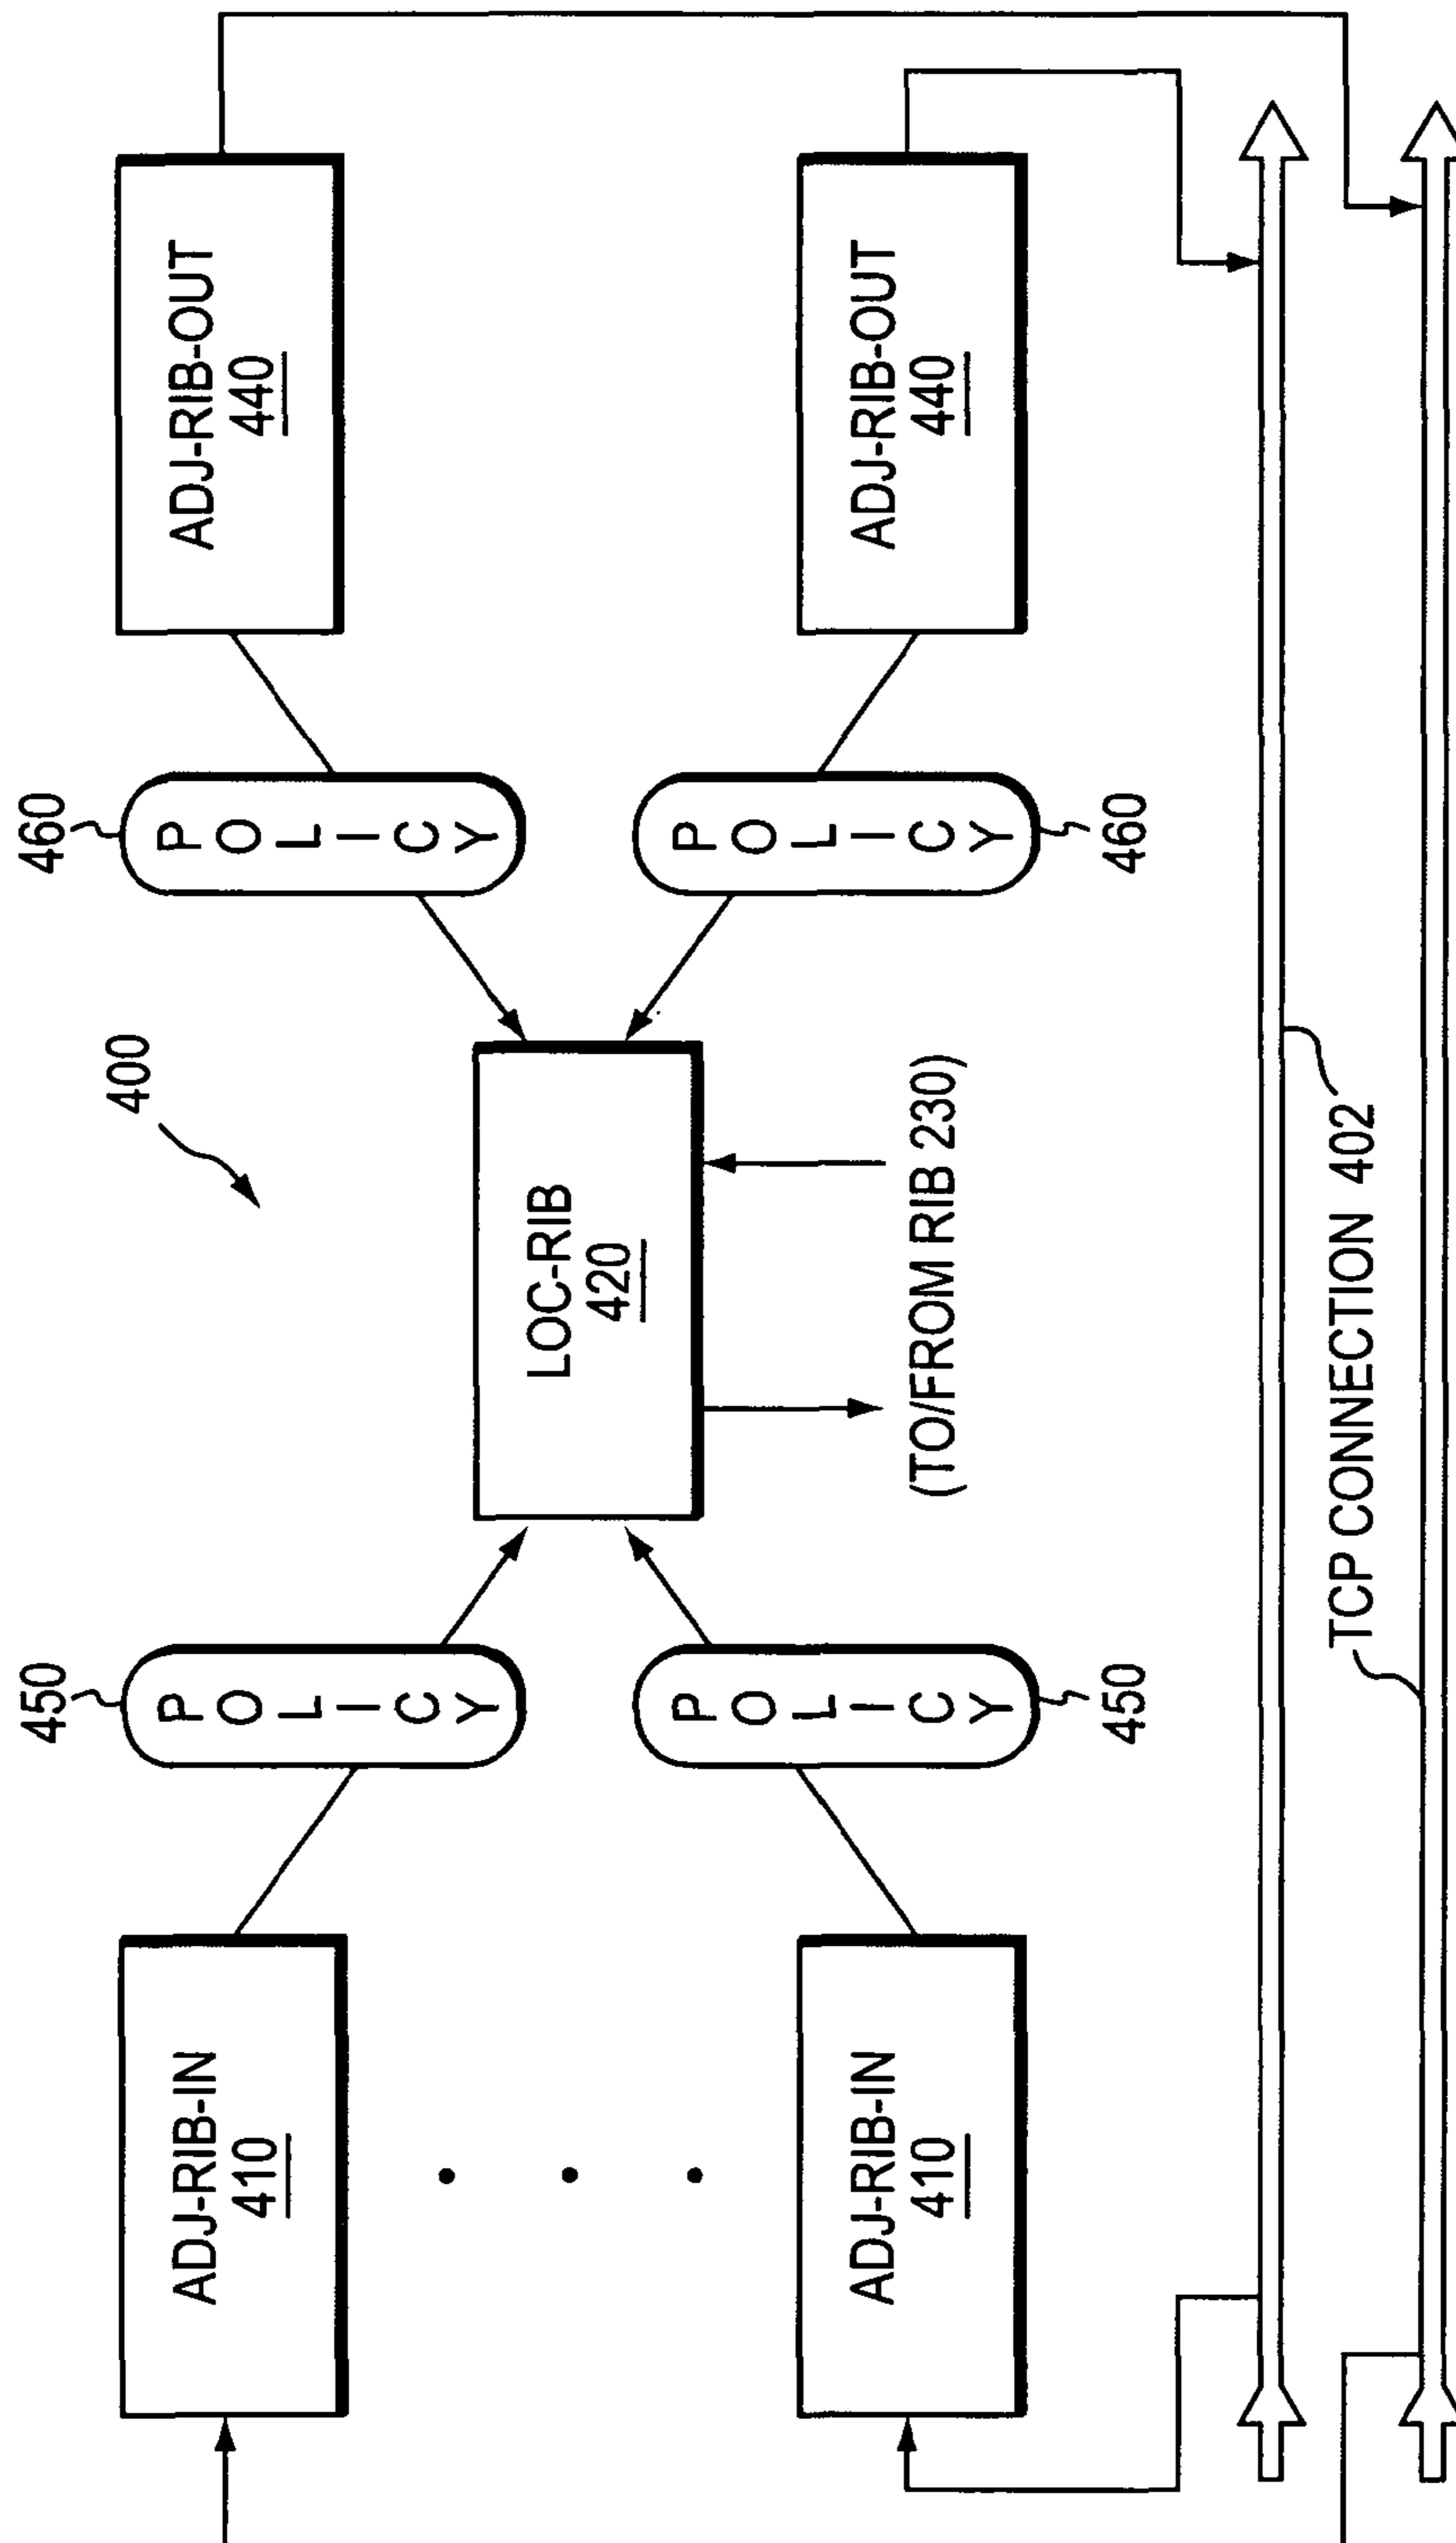 400
450
460
ADJ-RIB-IN
410
POLICY
LOC-RIB
420
POLICY
ADJ-RIB-OUT
440
(TO/FROM RIB 230)
ADJ-RIB-IN
410
POLICY
POLICY
ADJ-RIB-OUT
440
450
460
TCP CONNECTION 402